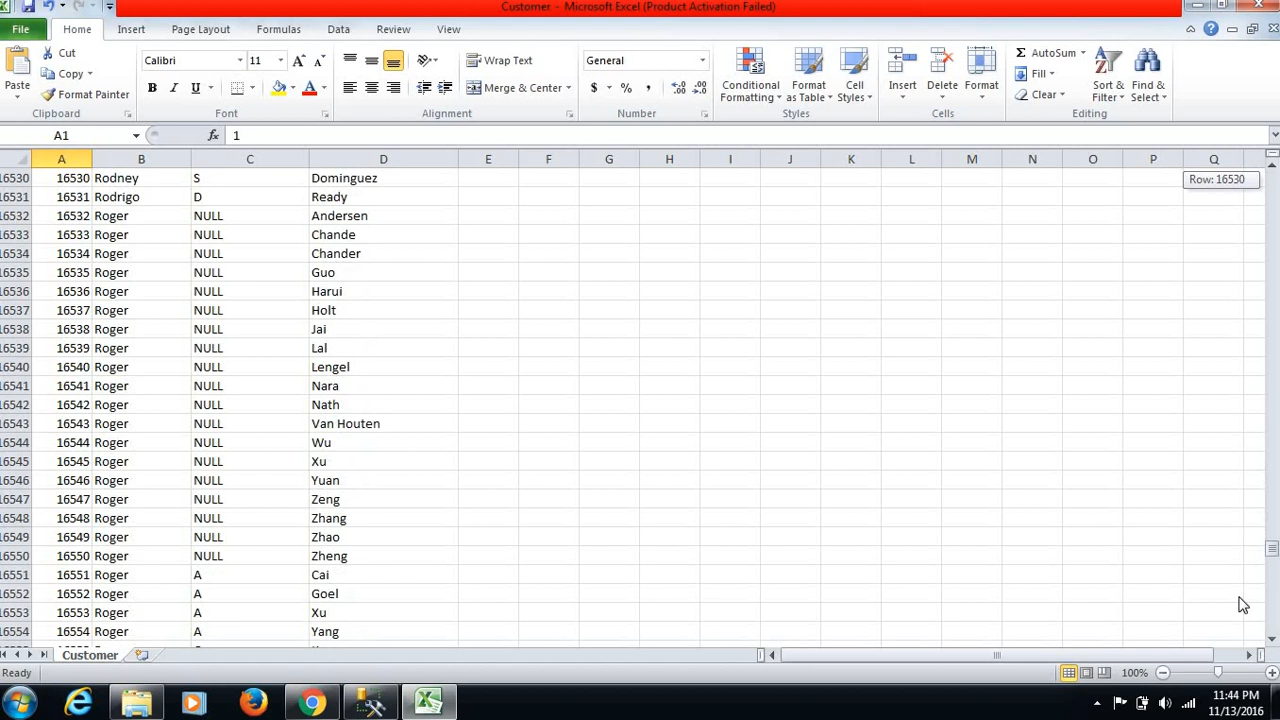 Customer - Microsoft Excel (Product Activation Failed)
File Home Insert Page Layout Formulas Data Review View
Paste Cut Calibri 11 Wrap Text General Conditional Formatting Format as Table Cell Styles Insert Delete Format AutoSum Sort & Filter Find & Select
Copy Merge & Center $ % , Fill
Format Painter B I U Clear
Clipboard Font Alignment Number Styles Cells Editing
A1 fx 1
A B C D E F G H I J K L M N O P Q
16530 16530 Rodney S Dominguez Row: 16530
16531 16531 Rodrigo D Ready
16532 16532 Roger NULL Andersen
16533 16533 Roger NULL Chande
16534 16534 Roger NULL Chander
16535 16535 Roger NULL Guo
16536 16536 Roger NULL Harui
16537 16537 Roger NULL Holt
16538 16538 Roger NULL Jai
16539 16539 Roger NULL Lal
16540 16540 Roger NULL Lengel
16541 16541 Roger NULL Nara
16542 16542 Roger NULL Nath
16543 16543 Roger NULL Van Houten
16544 16544 Roger NULL Wu
16545 16545 Roger NULL Xu
16546 16546 Roger NULL Yuan
16547 16547 Roger NULL Zeng
16548 16548 Roger NULL Zhang
16549 16549 Roger NULL Zhao
16550 16550 Roger NULL Zheng
16551 16551 Roger A Cai
16552 16552 Roger A Goel
16553 16553 Roger A Xu
16554 16554 Roger A Yang
Customer
Ready 100%
11:44 PM
11/13/2016